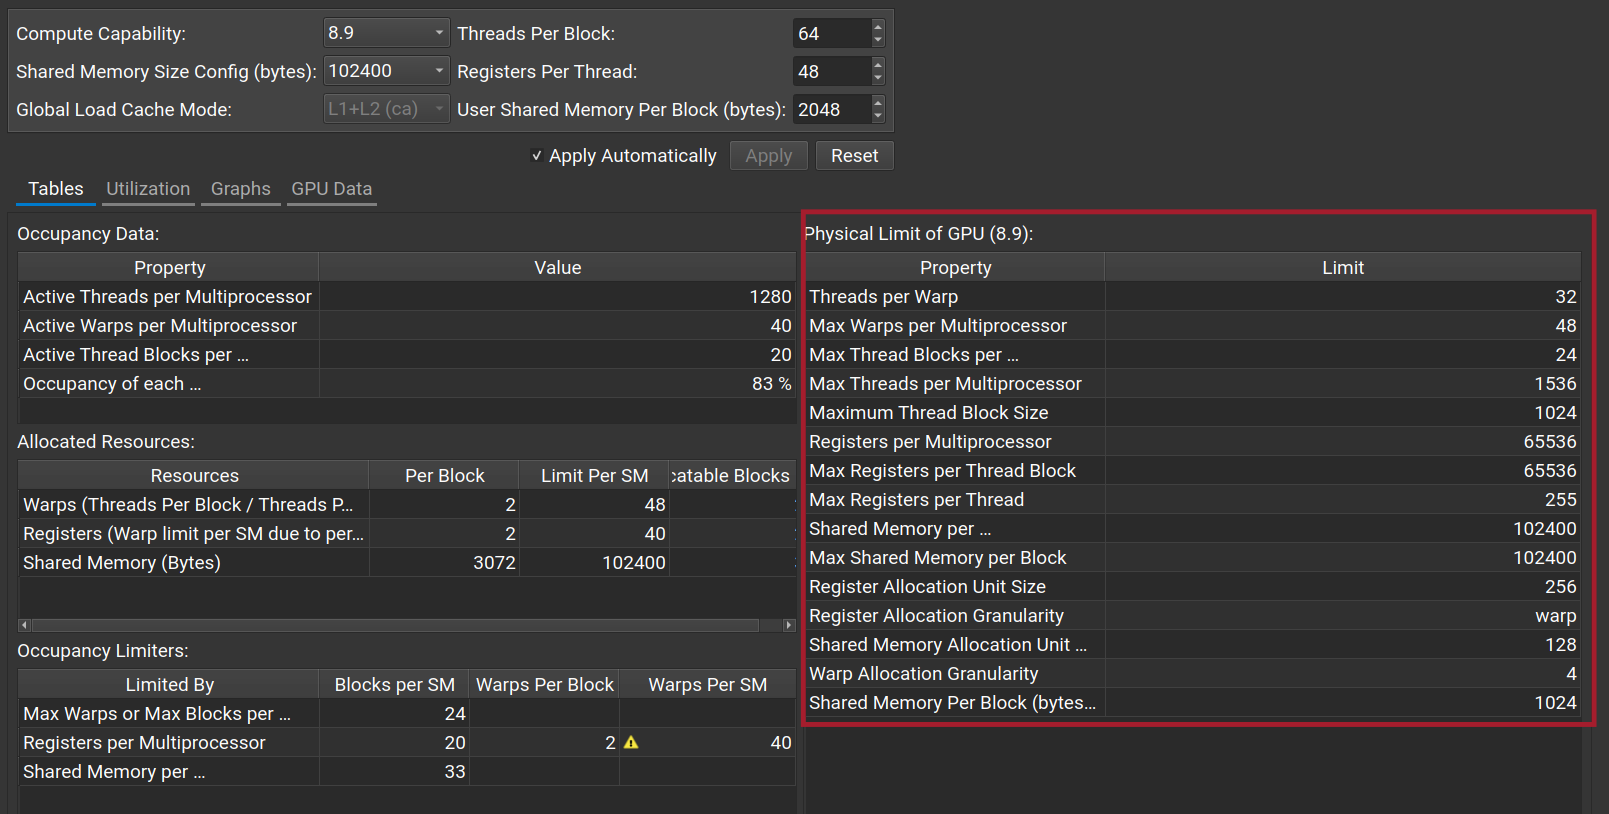 Compute Capability: 8.9 Threads Per Block: 64
Shared Memory Size Config (bytes): 102400 Registers Per Thread: 48
Global Load Cache Mode: L1+L2 (ca) User Shared Memory Per Block (bytes): 2048
Apply Automatically Apply Reset
Tables Utilization Graphs GPU Data
Occupancy Data:
Property Value
Active Threads per Multiprocessor 1280
Active Warps per Multiprocessor 40
Active Thread Blocks per ... 20
Occupancy of each ... 83 %
Allocated Resources:
Resources Per Block Limit Per SM catable Blocks
Warps (Threads Per Block / Threads P... 2 48
Registers (Warp limit per SM due to per... 2 40
Shared Memory (Bytes) 3072 102400
Occupancy Limiters:
Limited By Blocks per SM Warps Per Block Warps Per SM
Max Warps or Max Blocks per ... 24
Registers per Multiprocessor 20 2 40
Shared Memory per ... 33
Physical Limit of GPU (8.9):
Property Limit
Threads per Warp 32
Max Warps per Multiprocessor 48
Max Thread Blocks per ... 24
Max Threads per Multiprocessor 1536
Maximum Thread Block Size 1024
Registers per Multiprocessor 65536
Max Registers per Thread Block 65536
Max Registers per Thread 255
Shared Memory per ... 102400
Max Shared Memory per Block 102400
Register Allocation Unit Size 256
Register Allocation Granularity warp
Shared Memory Allocation Unit ... 128
Warp Allocation Granularity 4
Shared Memory Per Block (bytes... 1024